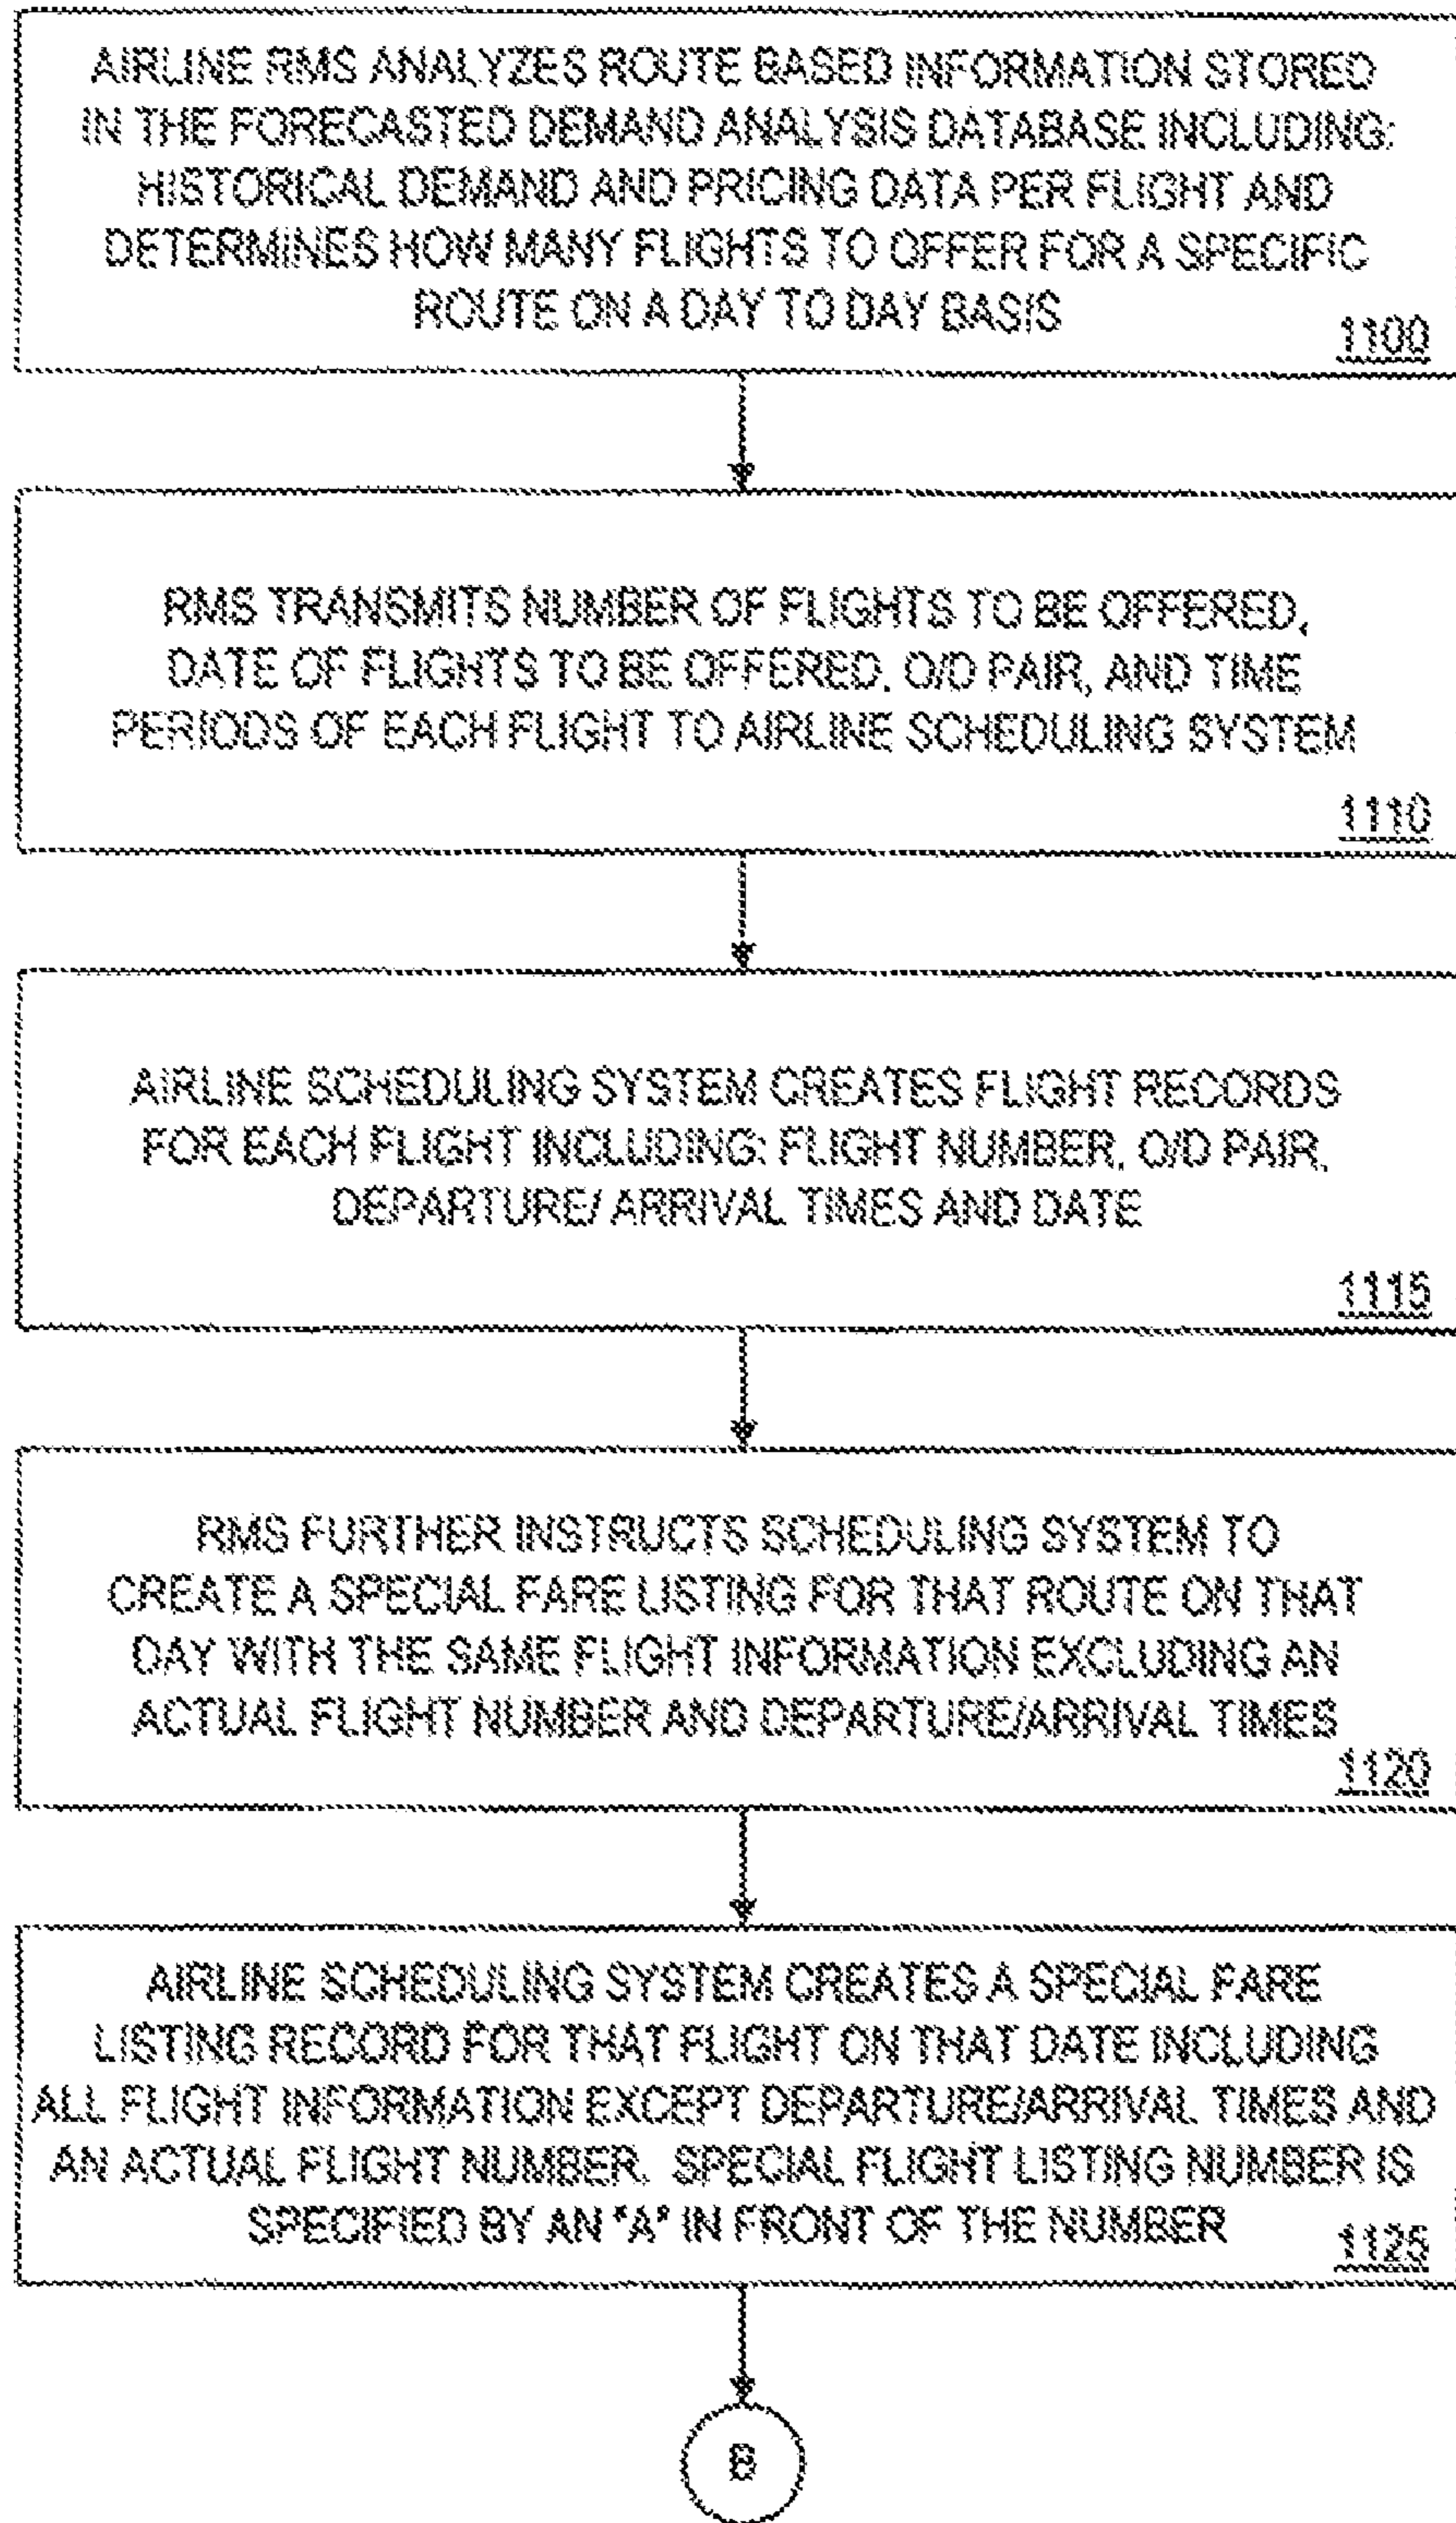 AIRLINE RMS ANALYZES ROUTE BASED INFORMATION STORED
IN THE FORECASTED DEMAND ANALYSIS DATABASE INCLUDING:
HISTORICAL DEMAND AND PRICING DATA PER FLIGHT AND
DETERMINES HOW MANY FLIGHTS TO OFFER FOR A SPECIFIC
ROUTE ON A DAY TO DAY BASIS
1100
RMS TRANSMITS NUMBER OF FLIGHTS TO BE OFFERED,
DATE OF FLIGHTS TO BE OFFERED, O/D PAIR, AND TIME
PERIODS OF EACH FLIGHT TO AIRLINE SCHEDULING SYSTEM
1110
AIRLINE SCHEDULING SYSTEM CREATES FLIGHT RECORDS
FOR EACH FLIGHT INCLUDING: FLIGHT NUMBER, O/D PAIR,
DEPARTURE/ ARRIVAL TIMES AND DATE
1115
RMS FURTHER INSTRUCTS SCHEDULING SYSTEM TO
CREATE A SPECIAL FARE LISTING FOR THAT ROUTE ON THAT
DAY WITH THE SAME FLIGHT INFORMATION EXCLUDING AN
ACTUAL FLIGHT NUMBER AND DEPARTURE/ARRIVAL TIMES
1120
AIRLINE SCHEDULING SYSTEM CREATES A SPECIAL FARE
LISTING RECORD FOR THAT FLIGHT ON THAT DATE INCLUDING
ALL FLIGHT INFORMATION EXCEPT DEPARTURE/ARRIVAL TIMES AND
AN ACTUAL FLIGHT NUMBER. SPECIAL FLIGHT LISTING NUMBER IS
SPECIFIED BY AN "A" IN FRONT OF THE NUMBER
1125
B